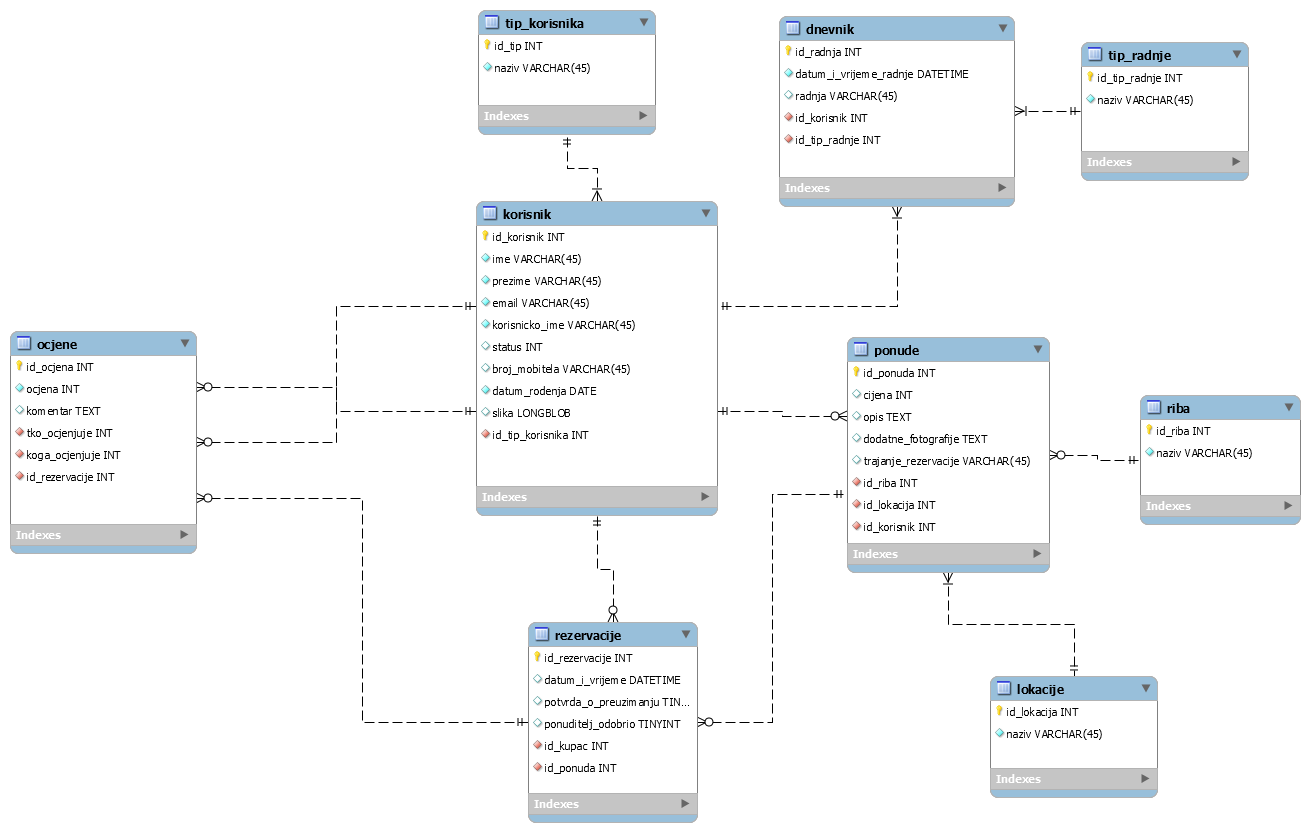 tip_korisnika
id_tip INT
naziv VARCHAR(45)
Indexes
dnevnik
id_radnja INT
datum_i_vrijeme_radnje DATETIME
radnja VARCHAR(45)
id_korisnik INT
id_tip_radnje INT
Indexes
tip_radnje
id_tip_radnje INT
naziv VARCHAR(45)
Indexes
korisnik
id_korisnik INT
ime VARCHAR(45)
prezime VARCHAR(45)
email VARCHAR(45)
korisnicko_ime VARCHAR(45)
status INT
broj_mobitela VARCHAR(45)
datum_rodenja DATE
slika LONGBLOB
id_tip_korisnika INT
Indexes
ocjene
id_ocjena INT
ocjena INT
komentar TEXT
tko_ocjenjuje INT
koga_ocjenjuje INT
id_rezervacije INT
Indexes
ponude
id_ponuda INT
cijena INT
opis TEXT
dodatne_fotografije TEXT
trajanje_rezervacije VARCHAR(45)
id_riba INT
id_lokacija INT
id_korisnik INT
Indexes
riba
id_riba INT
naziv VARCHAR(45)
Indexes
rezervacije
id_rezervacije INT
datum_i_vrijeme DATETIME
potvrda_o_preuzimanju TIN...
ponuditelj_odobrio TINYINT
id_kupac INT
id_ponuda INT
Indexes
lokacije
id_lokacija INT
naziv VARCHAR(45)
Indexes